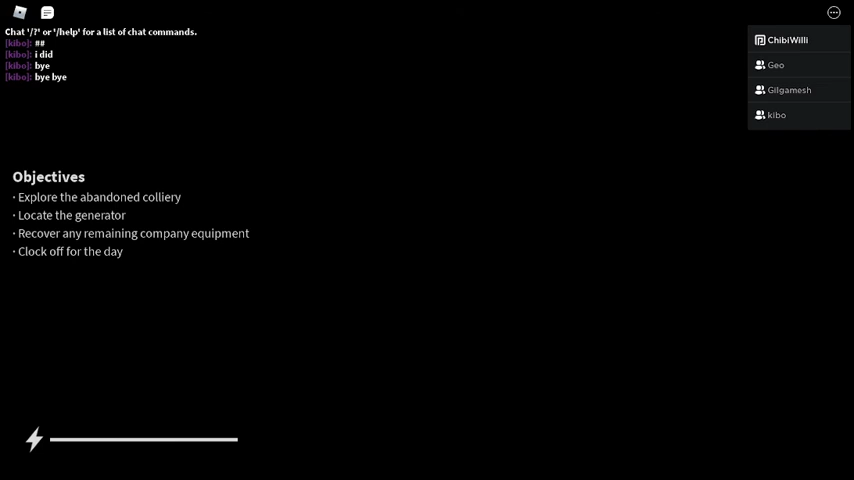 Chat '/?' or '/help' for a list of chat commands.
[kibo]: ##
[kibo]: i did
[kibo]: bye
[kibo]: bye bye
ChibiWilli
Geo
Gilgamesh
kibo
Objectives
· Explore the abandoned colliery
· Locate the generator
· Recover any remaining company equipment
· Clock off for the day